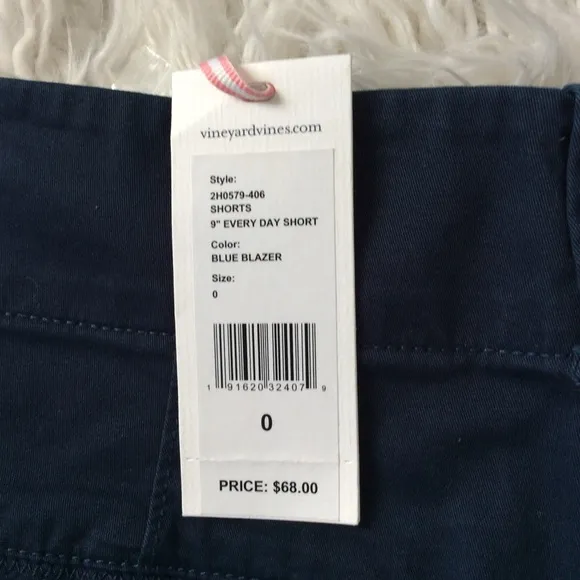 vineyardvines.com
Style:
2H0579-406
SHORTS
9" EVERY DAY SHORT
Color:
BLUE BLAZER
Size:
0
1 91620 32407 9
0
PRICE: $68.00